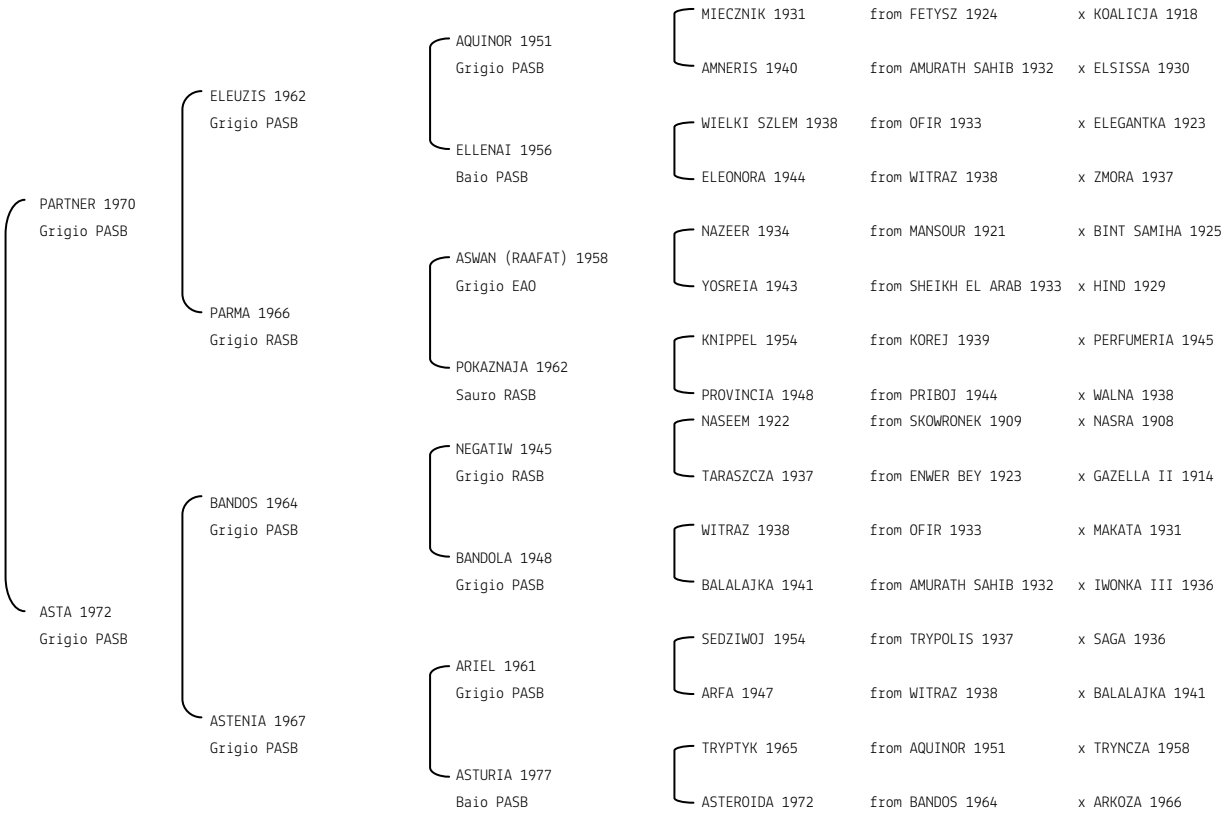 MIECZNIK 1931 from FETYSZ 1924 x KOALICJA 1918
AQUINOR 1951
Grigio PASB AMNERIS 1940 from AMURATH SAHIB 1932 x ELSISSA 1930
ELEUZIS 1962
Grigio PASB WIELKI SZLEM 1938 from OFIR 1933 x ELEGANTKA 1923
ELLENAI 1956
Baio PASB ELEONORA 1944 from WITRAZ 1938 x ZMORA 1937
PARTNER 1970
Grigio PASB NAZEER 1934 from MANSOUR 1921 x BINT SAMIHA 1925
ASWAN (RAAFAT) 1958
Grigio EAO YOSREIA 1943 from SHEIKH EL ARAB 1933 x HIND 1929
PARMA 1966
Grigio RASB KNIPPEL 1954 from KOREJ 1939 x PERFUMERIA 1945
POKAZNAJA 1962
Sauro RASB PROVINCIA 1948 from PRIBOJ 1944 x WALNA 1938
NASEEM 1922 from SKOWRONEK 1909 x NASRA 1908
NEGATIW 1945
Grigio RASB TARASZCZA 1937 from ENWER BEY 1923 x GAZELLA II 1914
BANDOS 1964
Grigio PASB WITRAZ 1938 from OFIR 1933 x MAKATA 1931
BANDOLA 1948
Grigio PASB BALALAJKA 1941 from AMURATH SAHIB 1932 x IWONKA III 1936
ASTA 1972
Grigio PASB SEDZIWOJ 1954 from TRYPOLIS 1937 x SAGA 1936
ARIEL 1961
Grigio PASB ARFA 1947 from WITRAZ 1938 x BALALAJKA 1941
ASTENIA 1967
Grigio PASB TRYPTYK 1965 from AQUINOR 1951 x TRYNCZA 1958
ASTURIA 1977
Baio PASB ASTEROIDA 1972 from BANDOS 1964 x ARKOZA 1966